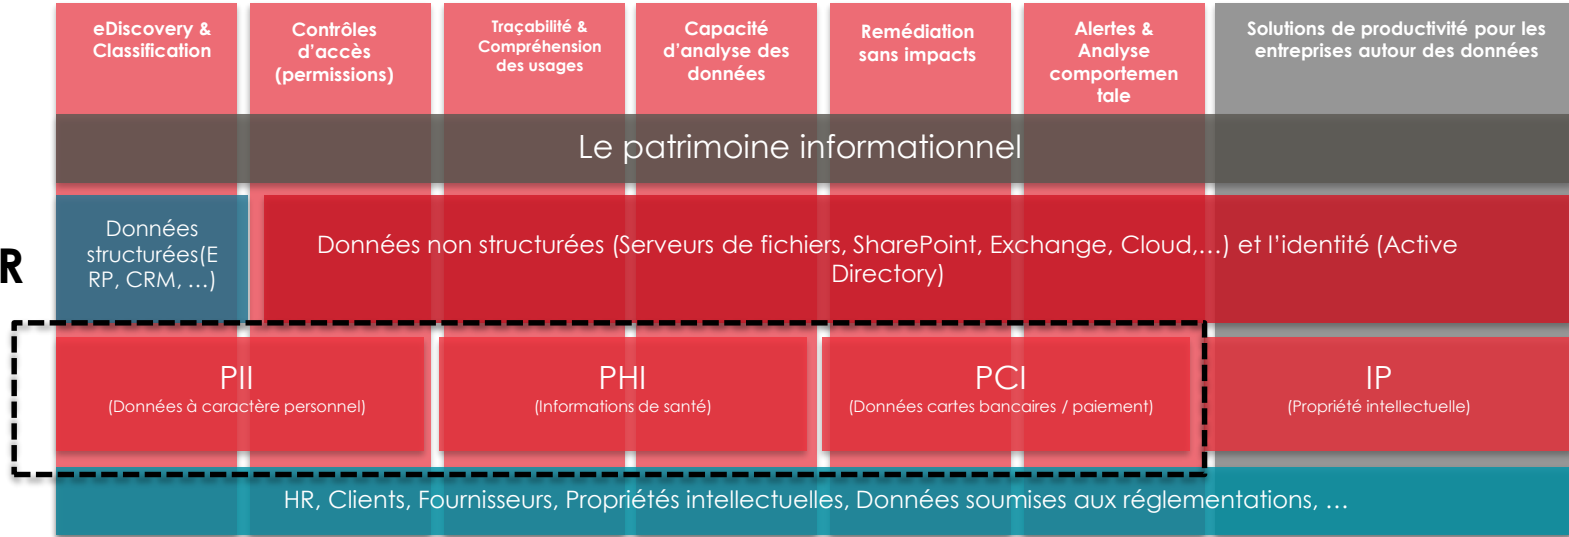 eDiscovery &
Classification
Contrôles
d'accès
(permissions)
Traçabilité &
Compréhension
des usages
Capacité
d'analyse des
données
Remédiation
sans impacts
Alertes &
Analyse
comportemen
tale
Solutions de productivité pour les
entreprises autour des données
Le patrimoine informationnel
R
Données
structurées(E
RP, CRM, …)
Données non structurées (Serveurs de fichiers, SharePoint, Exchange, Cloud,…) et l'identité (Active
Directory)
PII
(Données à caractère personnel)
PHI
(Informations de santé)
PCI
(Données cartes bancaires / paiement)
IP
(Propriété intellectuelle)
HR, Clients, Fournisseurs, Propriétés intellectuelles, Données soumises aux réglementations, …